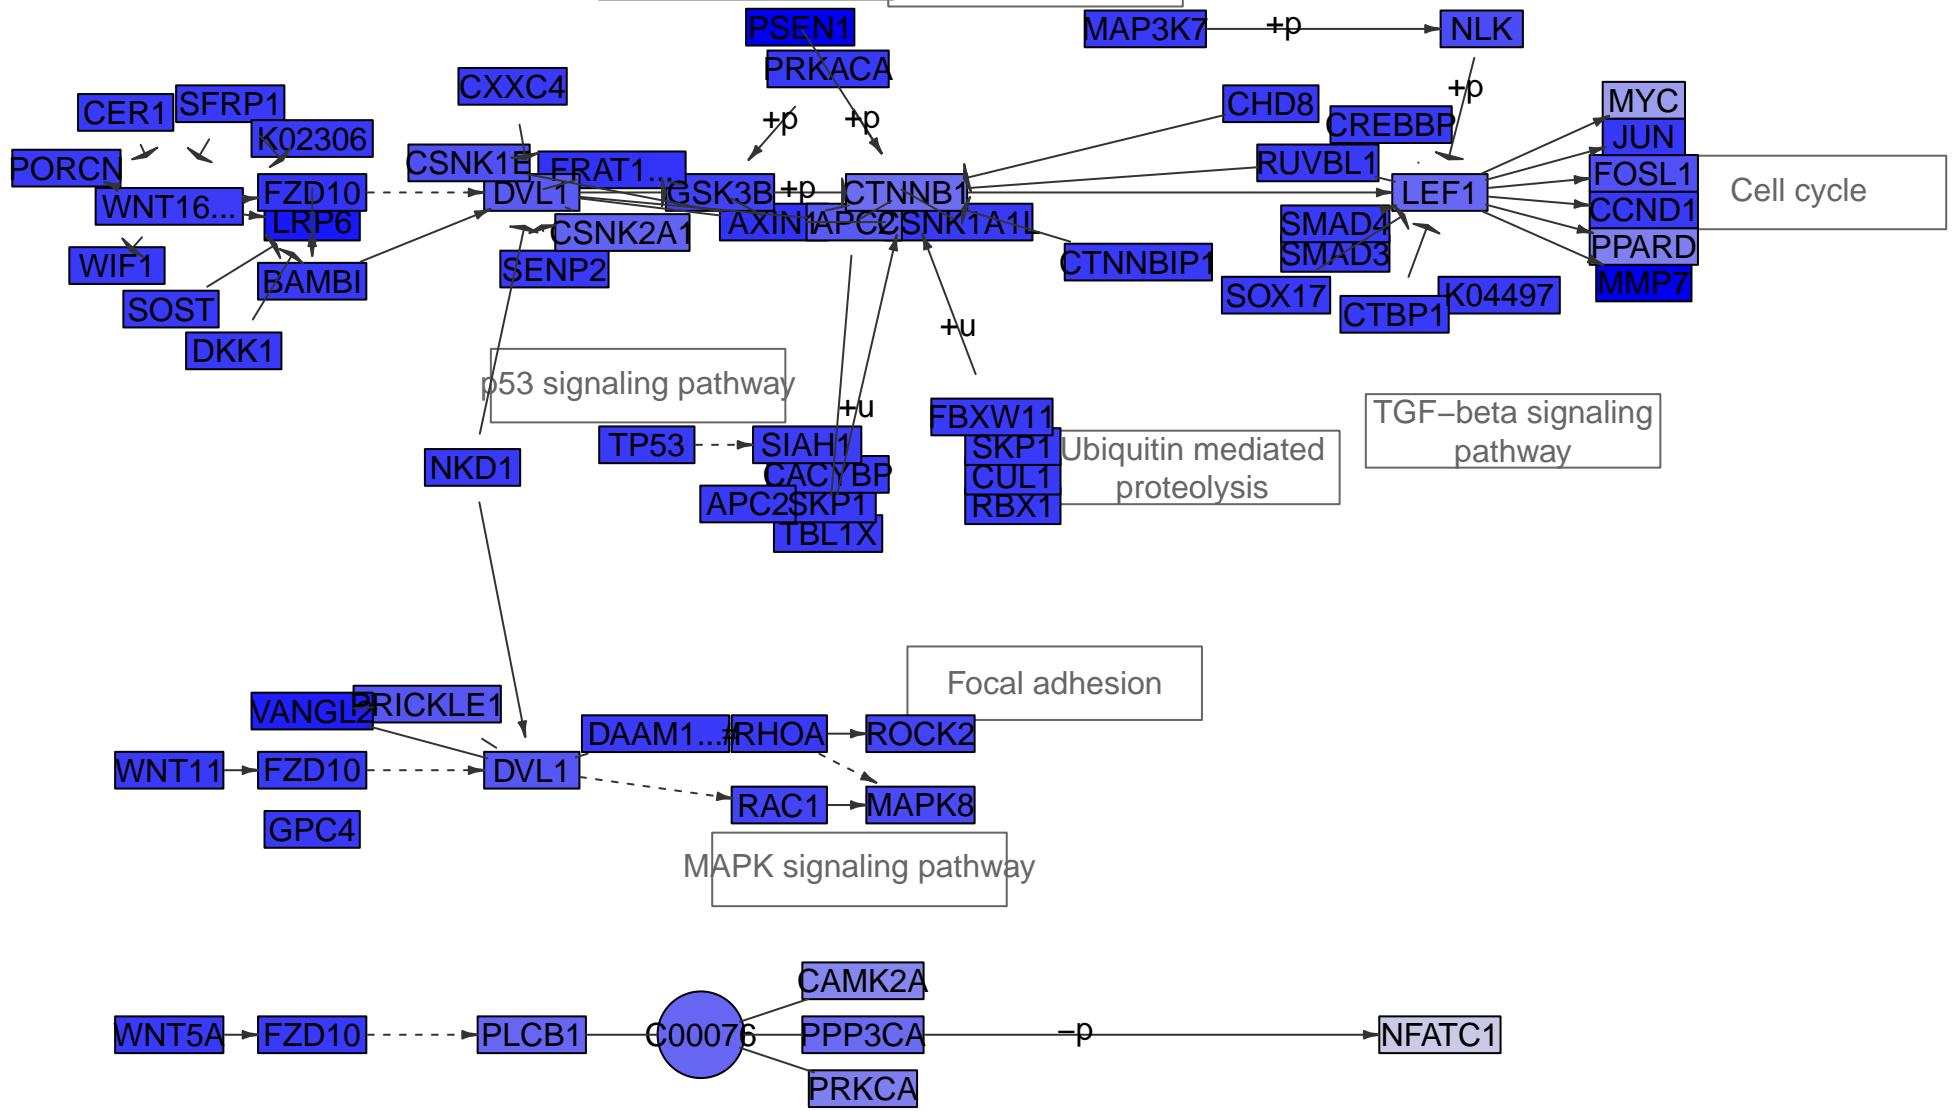 PSEN1
MAP3K7
+p
NLK
PRKACA
CXXC4
+p
+p
+p
CER1
SFRP1
K02306
CHD8
CREBBP
MYC
JUN
PORCN
CSNK1E
FRAT1...
RUVBL1
FOSL1
Cell cycle
WNT16...
FZD10
DVL1
GSK3B
+p
CTNNB1
LEF1
CCND1
LRP6
CSNK2A1
AXIN1
APC2
CSNK1A1L
SMAD4
PPARD
WIF1
BAMBI
SENP2
CTNNBIP1
SMAD3
MMP7
SOST
SOX17
K04497
DKK1
CTBP1
+u
p53 signaling pathway
+u
TGF−beta signaling
pathway
FBXW11
TP53
SIAH1
SKP1
Ubiquitin mediated
proteolysis
NKD1
CACYBP
CUL1
APC2
SKP1
RBX1
TBL1X
Focal adhesion
VANGL2
PRICKLE1
DAAM1...
#
RHOA
ROCK2
WNT11
FZD10
DVL1
RAC1
MAPK8
GPC4
MAPK signaling pathway
CAMK2A
WNT5A
FZD10
PLCB1
C00076
PPP3CA
−p
NFATC1
PRKCA